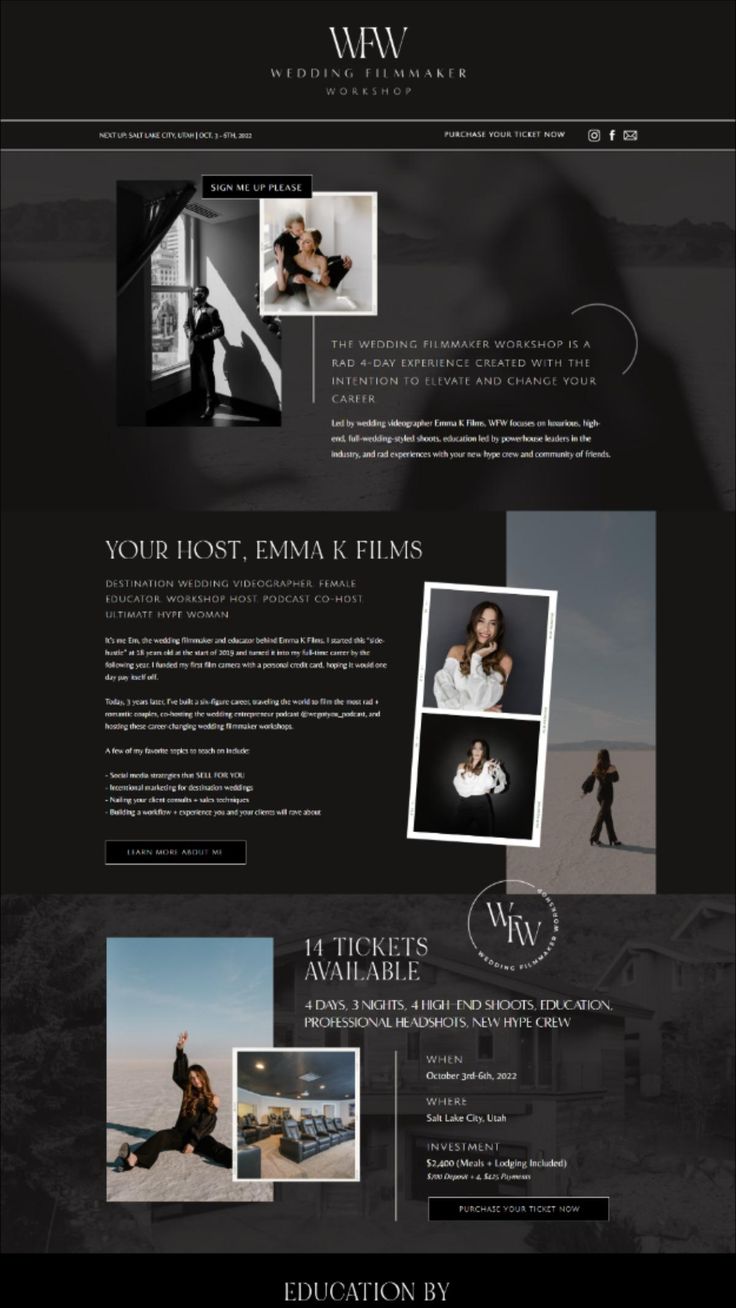 WFW
WEDDING FILMMAKER
WORKSHOP
NEXT UP: SALT LAKE CITY, UTAH | OCT. 3 - 6TH, 2022
PURCHASE YOUR TICKET NOW
SIGN ME UP PLEASE
THE WEDDING FILMMAKER WORKSHOP IS A
RAD 4-DAY EXPERIENCE CREATED WITH THE
INTENTION TO ELEVATE AND CHANGE YOUR
CAREER.
Led by wedding videographer Emma K Films, WFW focuses on luxurious, high-
end, full-wedding-styled shoots, education led by powerhouse leaders in the
industry, and rad experiences with your new hype crew and community of friends.
YOUR HOST, EMMA K FILMS
DESTINATION WEDDING VIDEOGRAPHER. FEMALE
EDUCATOR. WORKSHOP HOST. PODCAST CO-HOST.
ULTIMATE HYPE WOMAN.
It's me Em, the wedding filmmaker and educator behind Emma K Films. I started this "side-
hustle" at 18 years old at the start of 2019 and turned it into my full-time career by the
following year. I funded my first film camera with a personal credit card, hoping it would one
day pay itself off.
Today, 3 years later, I've built a six-figure career, traveling the world to film the most rad +
romantic couples, co-hosting the wedding entrepreneur podcast @wegotyou_podcast, and
hosting these career-changing wedding filmmaker workshops.
A few of my favorite topics to teach on include:
- Social media strategies that SELL FOR YOU
- Intentional marketing for destination weddings
- Nailing your client consults + sales techniques
- Building a workflow + experience you and your clients will rave about
LEARN MORE ABOUT ME
WFW
WEDDING FILMMAKER WORKSHOP
14 TICKETS
AVAILABLE
4 DAYS, 3 NIGHTS, 4 HIGH-END SHOOTS, EDUCATION,
PROFESSIONAL HEADSHOTS, NEW HYPE CREW
WHEN
October 3rd-6th, 2022
WHERE
Salt Lake City, Utah
INVESTMENT
$2,400 (Meals + Lodging Included)
$700 Deposit + 4, $425 Payments
PURCHASE YOUR TICKET NOW
EDUCATION BY